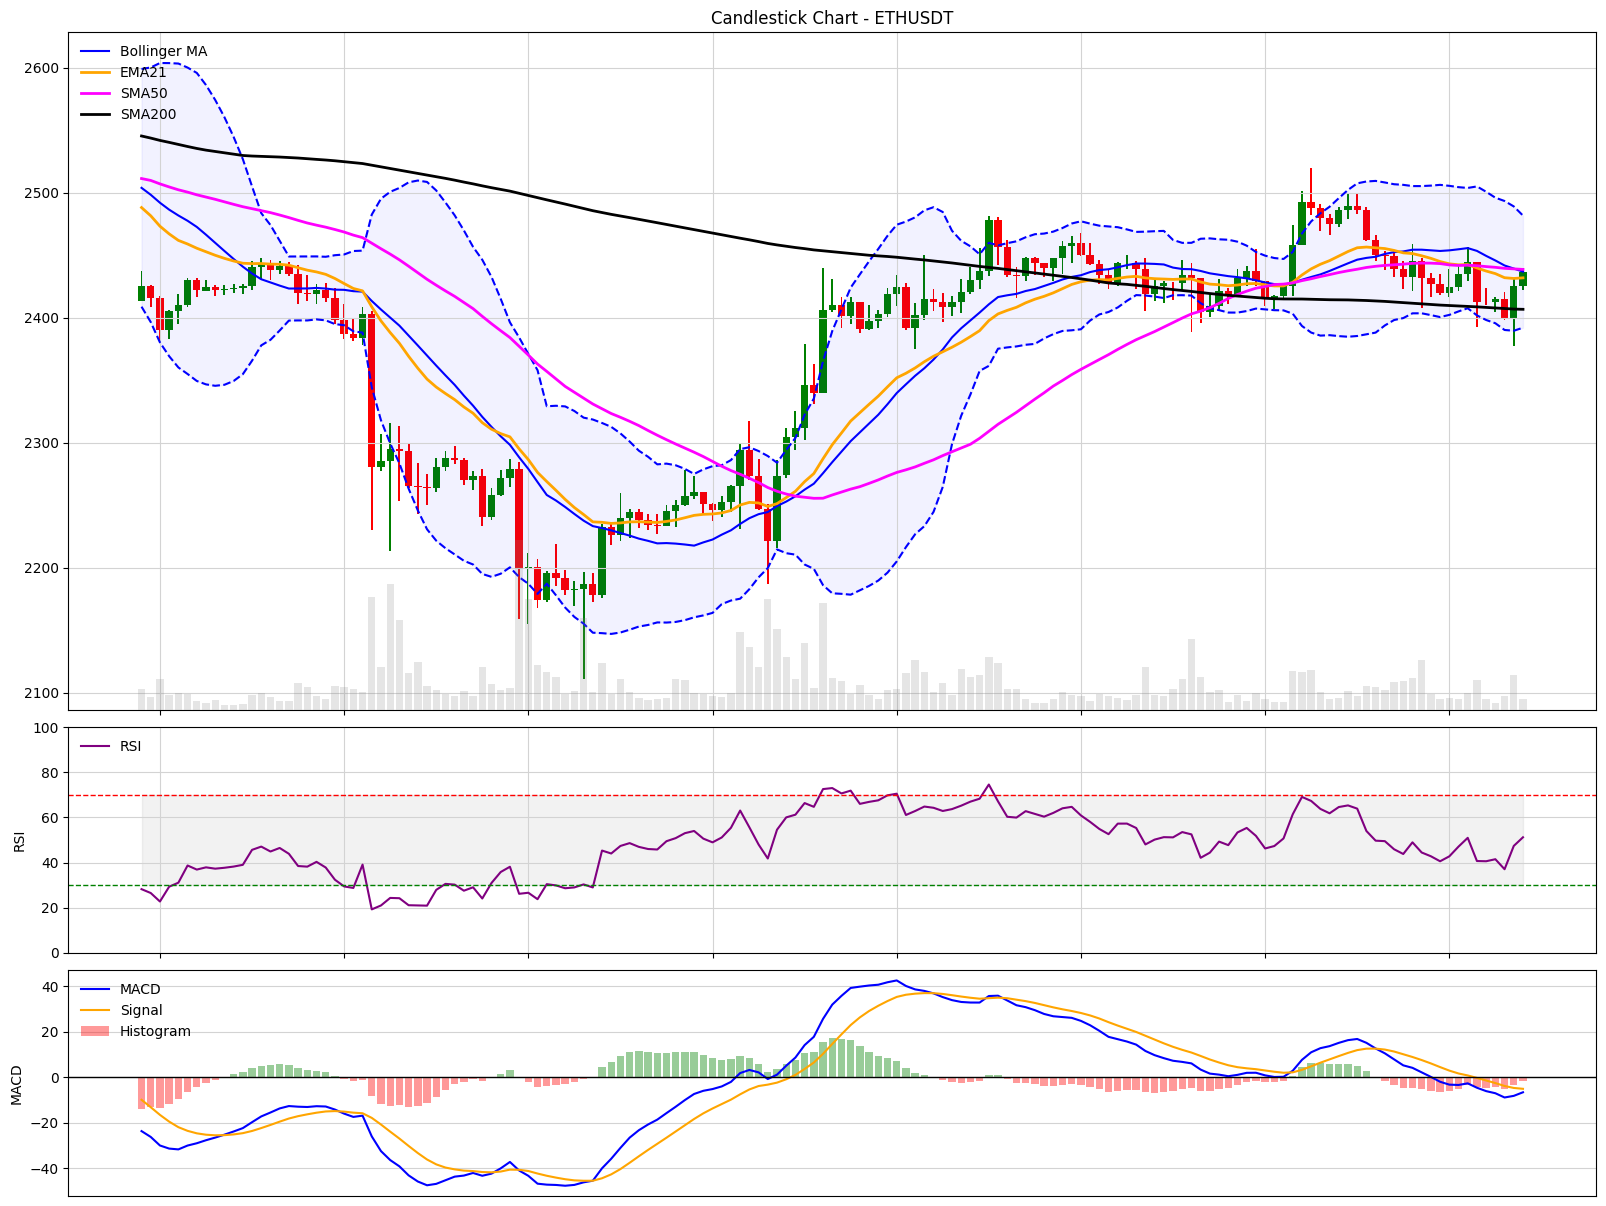 Candlestick Chart - ETHUSDT
Bollinger MA
EMA21
SMA50
SMA200
2600
2500
2400
2300
2200
2100
RSI
100
80
60
40
20
0
RSI
MACD
Signal
Histogram
40
20
0
−20
−40
MACD